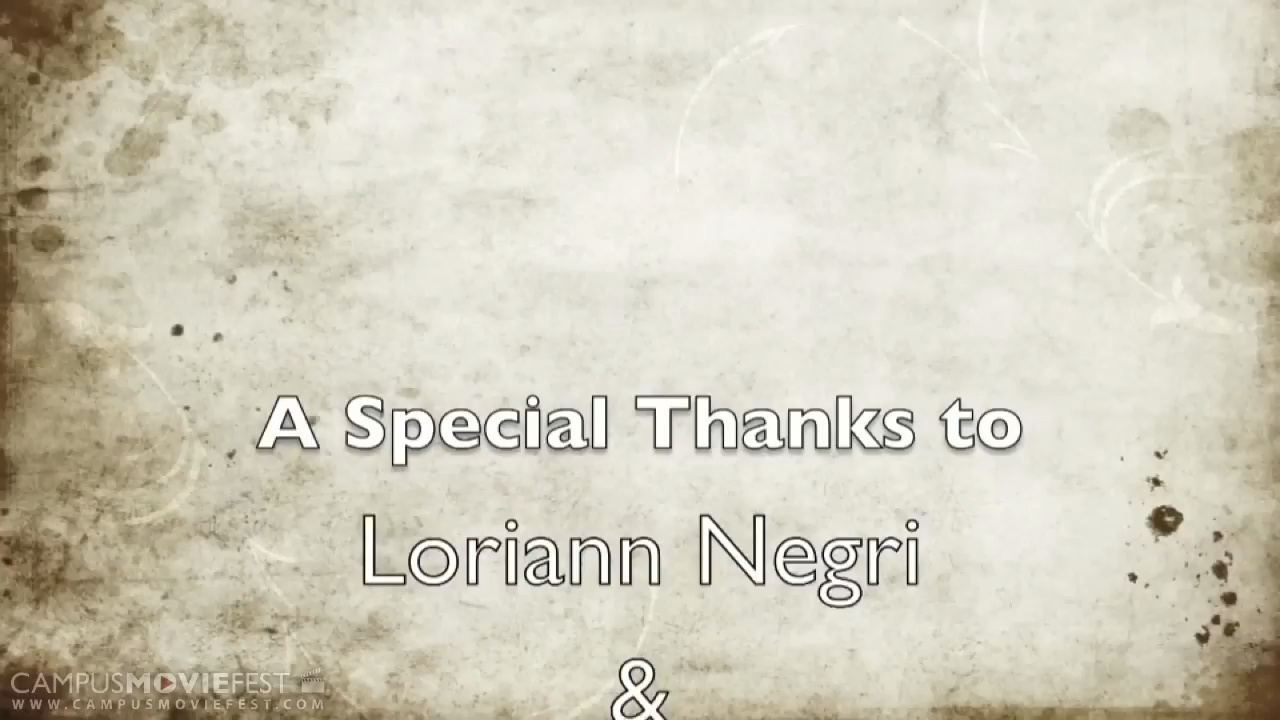 A Special Thanks to
Loriann Negri
&
CAMPUSMOVIEFEST
WWW.CAMPUSMOVIEFEST.COM